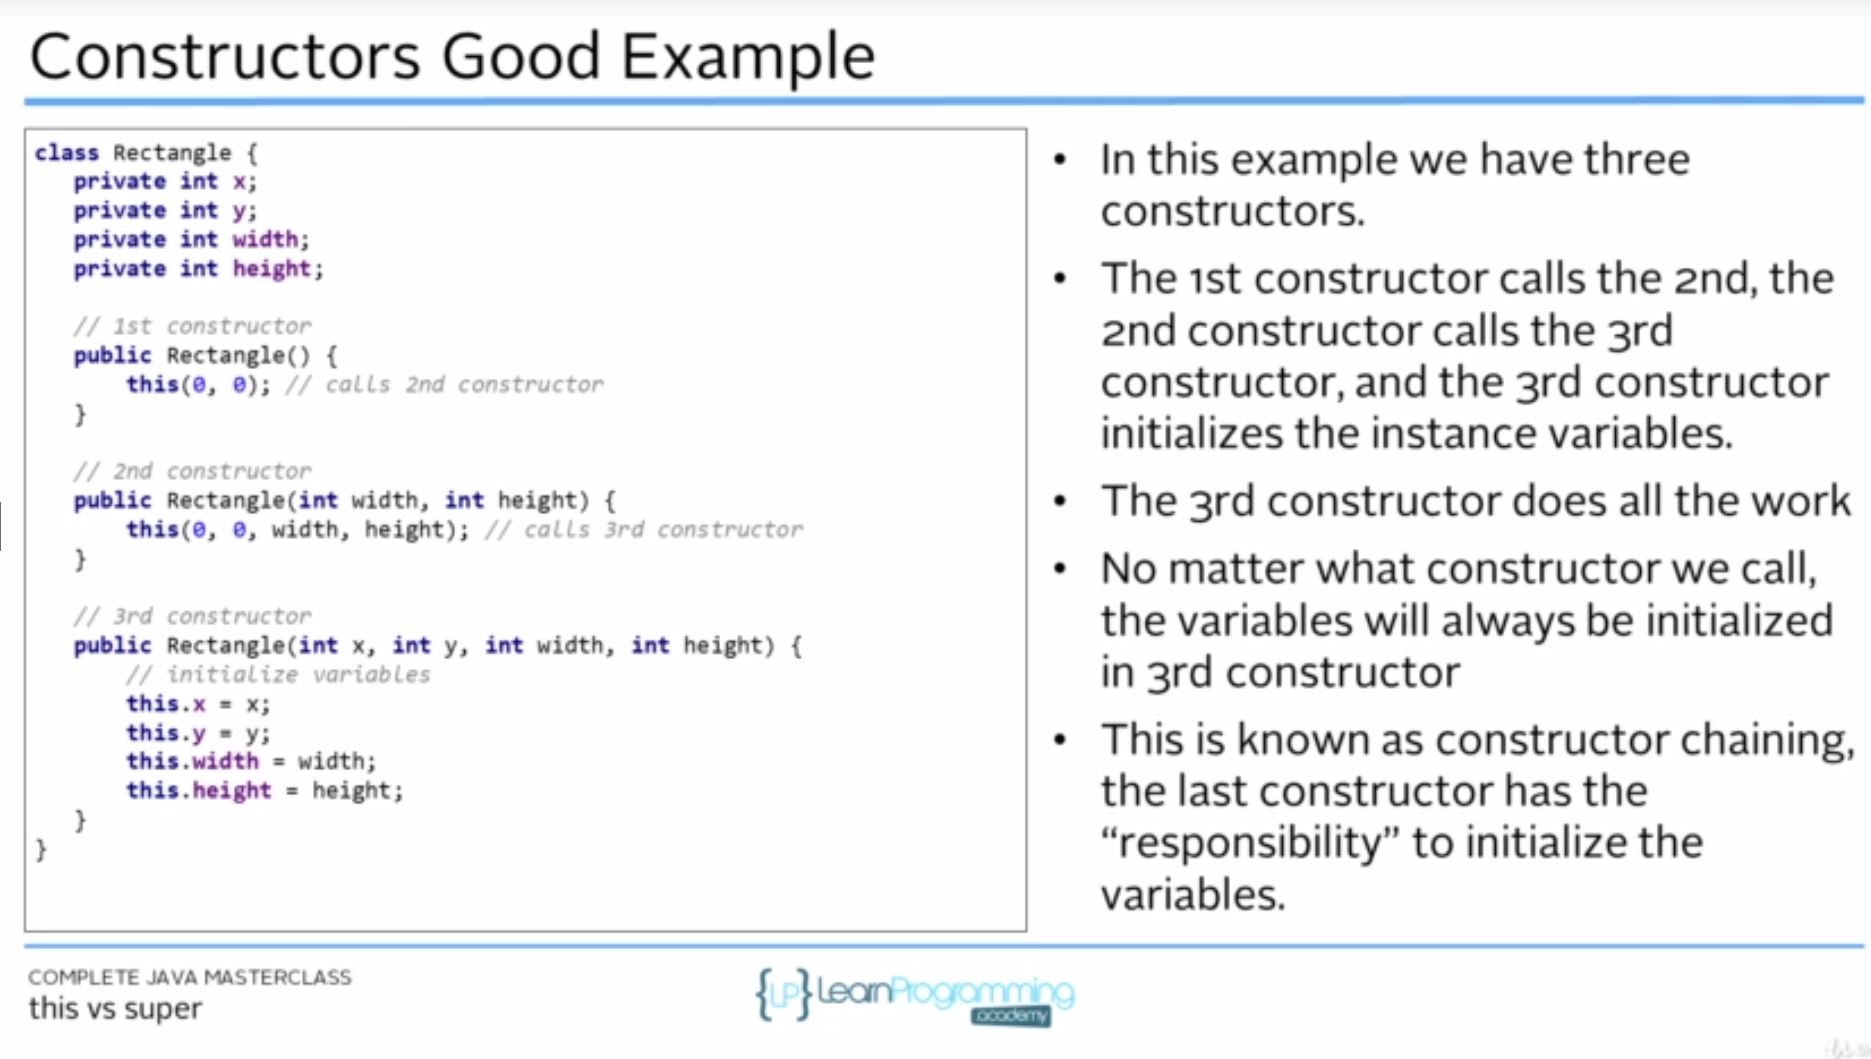 Constructors Good Example
class Rectangle {
private int x;
private int y;
private int width;
private int height;
// 1st constructor
public Rectangle() {
this(0, 0); // calls 2nd constructor
}
// 2nd constructor
public Rectangle(int width, int height) {
this(0, 0, width, height); // calls 3rd constructor
}
// 3rd constructor
public Rectangle(int x, int y, int width, int height) {
// initialize variables
this.x = x;
this.y = y;
this.width = width;
this.height = height;
}
}
• In this example we have three
constructors.
• The 1st constructor calls the 2nd, the
2nd constructor calls the 3rd
constructor, and the 3rd constructor
initializes the instance variables.
• The 3rd constructor does all the work
• No matter what constructor we call,
the variables will always be initialized
in 3rd constructor
• This is known as constructor chaining,
the last constructor has the
“responsibility” to initialize the
variables.
COMPLETE JAVA MASTERCLASS
this vs super
{LP} LearnProgramming
academy